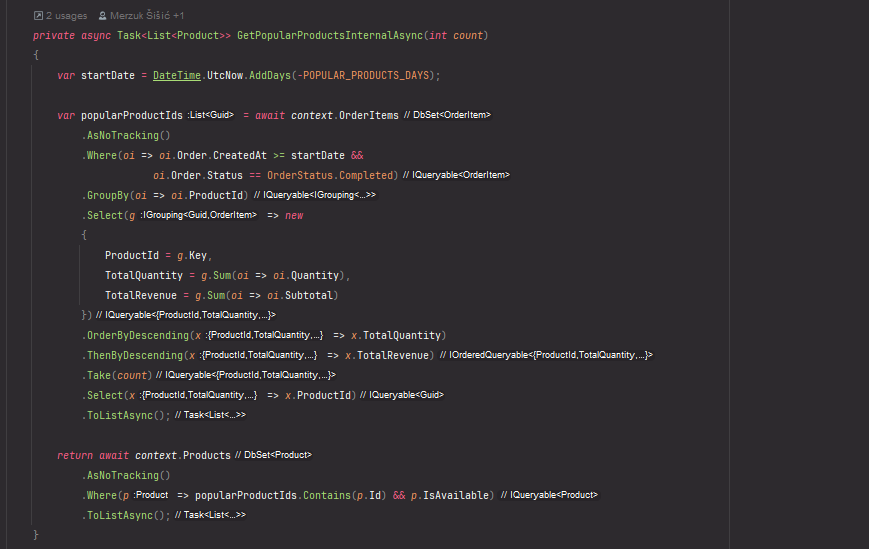 2 usages Merzuk Šišić +1
private async Task<List<Product>> GetPopularProductsInternalAsync(int count)
{
var startDate = DateTime.UtcNow.AddDays(-POPULAR_PRODUCTS_DAYS);
var popularProductIds :List<Guid> = await context.OrderItems // DbSet<OrderItem>
.AsNoTracking()
.Where(oi => oi.Order.CreatedAt >= startDate &&
oi.Order.Status == OrderStatus.Completed) // IQueryable<OrderItem>
.GroupBy(oi => oi.ProductId) // IQueryable<IGrouping<...>>
.Select(g :IGrouping<Guid,OrderItem> => new
{
ProductId = g.Key,
TotalQuantity = g.Sum(oi => oi.Quantity),
TotalRevenue = g.Sum(oi => oi.Subtotal)
}) // IQueryable<{ProductId,TotalQuantity,...}>
.OrderByDescending(x :{ProductId,TotalQuantity,...} => x.TotalQuantity)
.ThenByDescending(x :{ProductId,TotalQuantity,...} => x.TotalRevenue) // IOrderedQueryable<{ProductId,TotalQuantity,...}>
.Take(count) // IQueryable<{ProductId,TotalQuantity,...}>
.Select(x :{ProductId,TotalQuantity,...} => x.ProductId) // IQueryable<Guid>
.ToListAsync(); // Task<List<...>>
return await context.Products // DbSet<Product>
.AsNoTracking()
.Where(p :Product => popularProductIds.Contains(p.Id) && p.IsAvailable) // IQueryable<Product>
.ToListAsync(); // Task<List<...>>
}